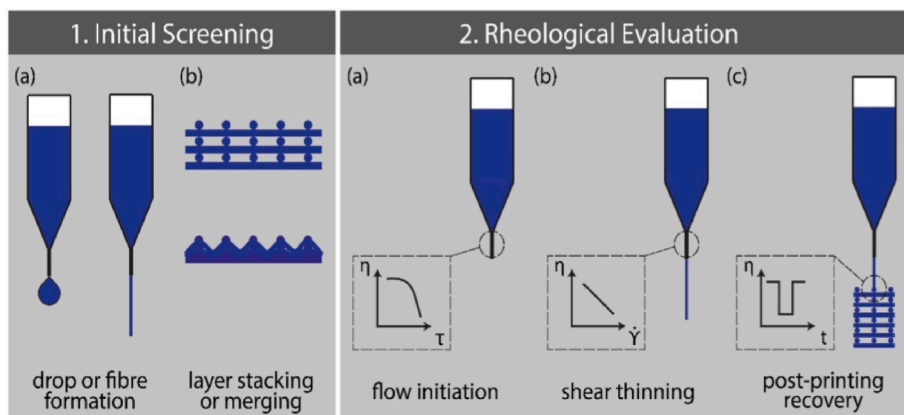 1. Initial Screening
(a)
(b)
drop or fibre
formation
layer stacking
or merging
2. Rheological Evaluation
(a)
η
τ
flow initiation
(b)
η
γ̇
shear thinning
(c)
η
t
post-printing
recovery